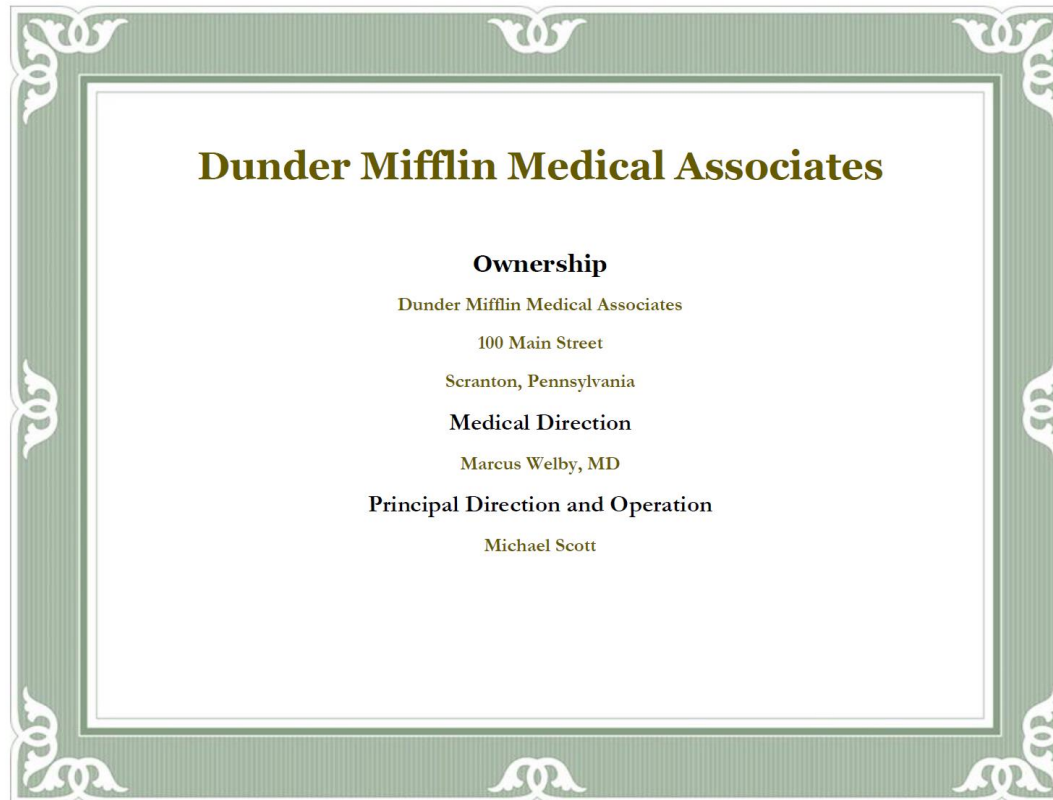 Dunder Mifflin Medical Associates
Ownership
Dunder Mifflin Medical Associates
100 Main Street
Scranton, Pennsylvania
Medical Direction
Marcus Welby, MD
Principal Direction and Operation
Michael Scott